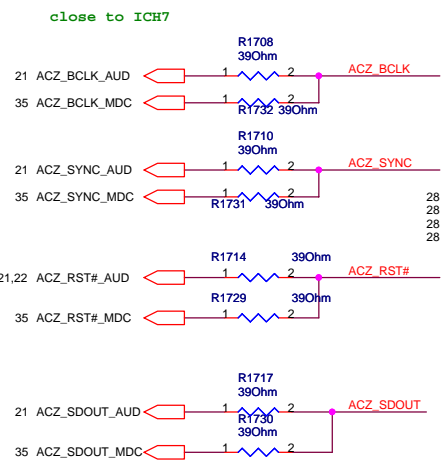 close to ICH7
R1708
39Ohm
21 ACZ_BCLK_AUD 1 2 ACZ_BCLK
35 ACZ_BCLK_MDC 1 2
R1732 39Ohm
R1710
39Ohm
21 ACZ_SYNC_AUD 1 2 ACZ_SYNC
35 ACZ_SYNC_MDC 1 2
R1731 39Ohm
28
28
28
28
R1714 39Ohm
21,22 ACZ_RST#_AUD 1 2 ACZ_RST#
R1729 39Ohm
35 ACZ_RST#_MDC 1 2
R1717
39Ohm
21 ACZ_SDOUT_AUD 1 2 ACZ_SDOUT
R1730
39Ohm
35 ACZ_SDOUT_MDC 1 2